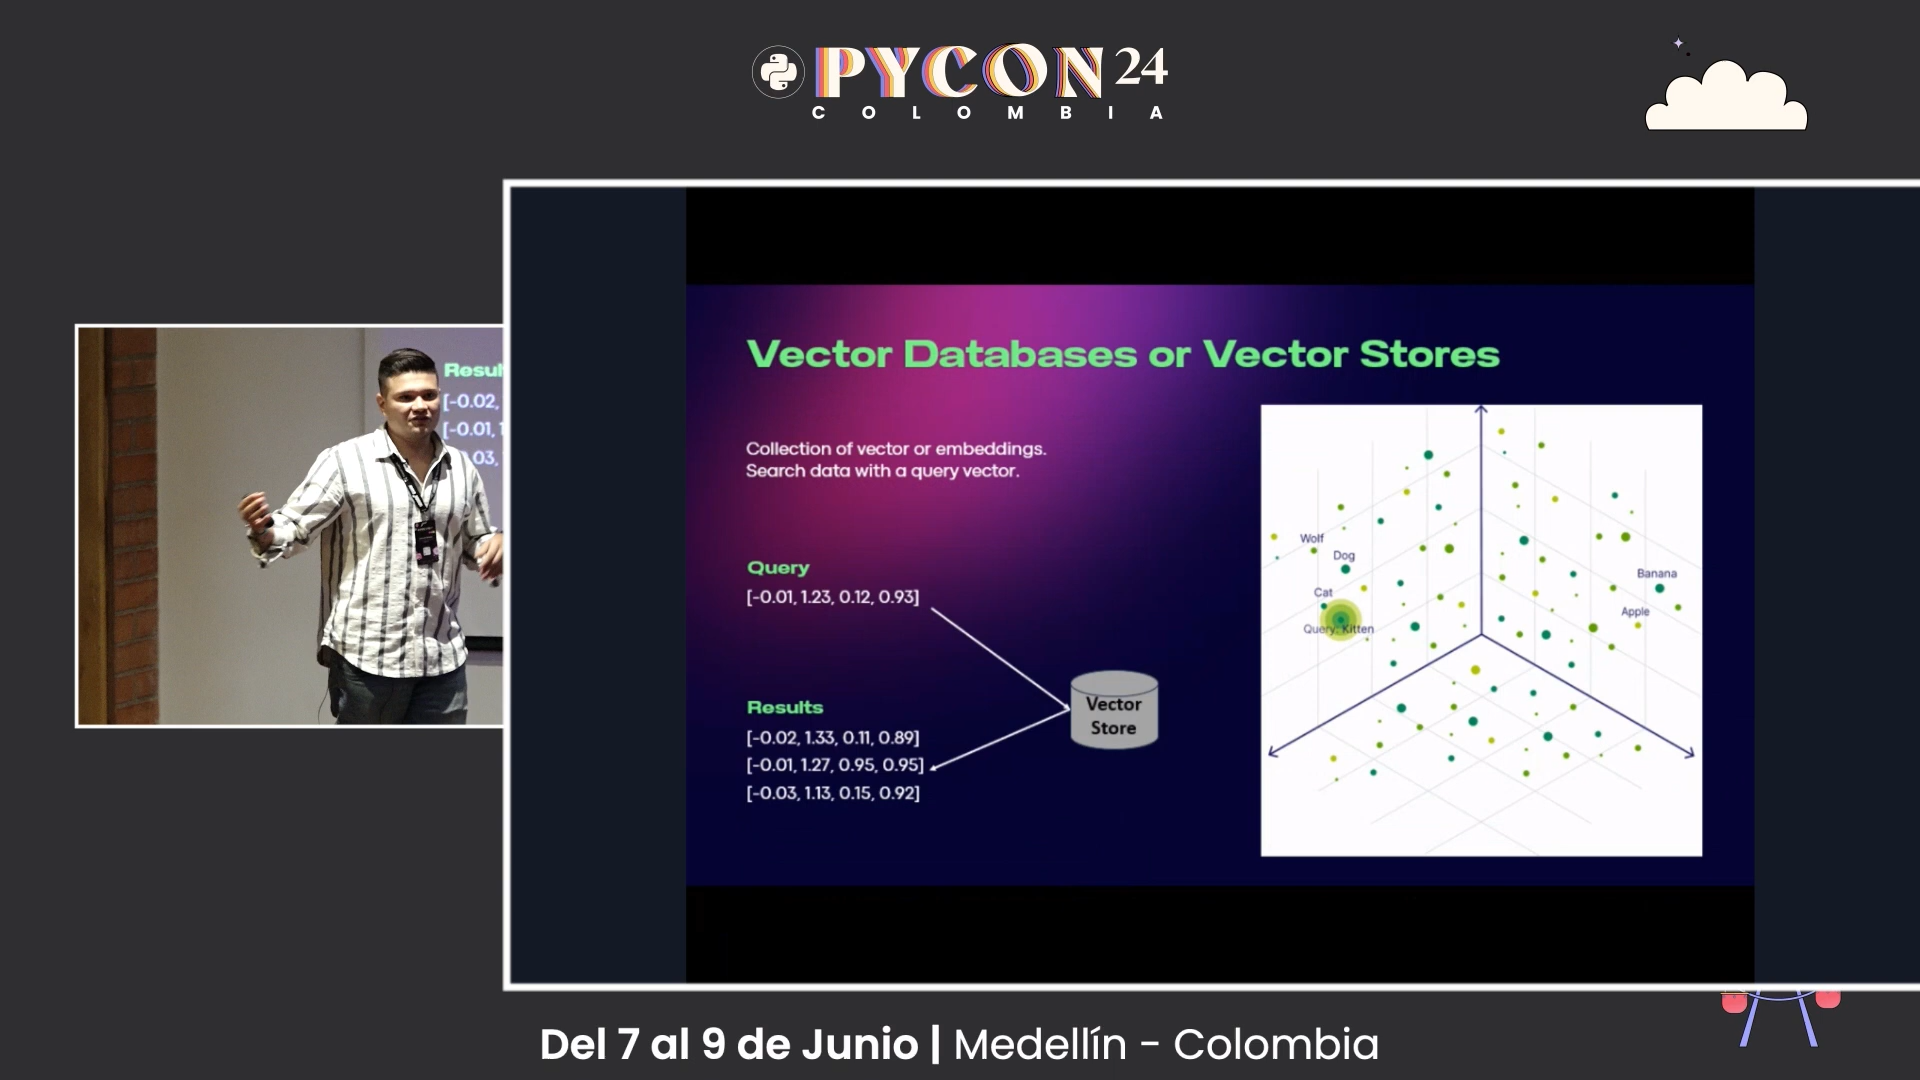 PYCON 24
COLOMBIA
Resul
[-0.02,
[-0.01, 1
03,
Vector Databases or Vector Stores
Collection of vector or embeddings.
Search data with a query vector.
Query
[-0.01, 1.23, 0.12, 0.93]
Results
[-0.02, 1.33, 0.11, 0.89]
[-0.01, 1.27, 0.95, 0.95]
[-0.03, 1.13, 0.15, 0.92]
Vector
Store
Wolf
Dog
Cat
Query: Kitten
Banana
Apple
Del 7 al 9 de Junio | Medellín - Colombia